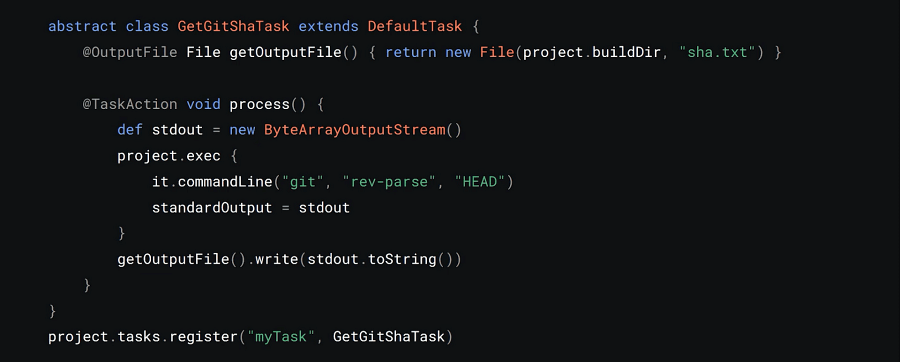 abstract class GetGitShaTask extends DefaultTask {
    @OutputFile File getOutputFile() { return new File(project.buildDir, "sha.txt") }

    @TaskAction void process() {
        def stdout = new ByteArrayOutputStream()
        project.exec {
            it.commandLine("git", "rev-parse", "HEAD")
            standardOutput = stdout
        }
        getOutputFile().write(stdout.toString())
    }
}
project.tasks.register("myTask", GetGitShaTask)